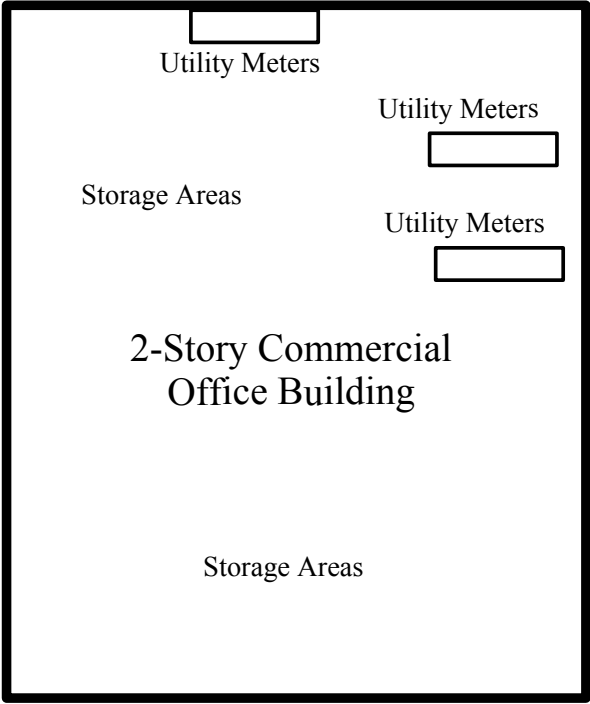 Utility Meters
Utility Meters
Storage Areas
Utility Meters
2-Story Commercial
Office Building
Storage Areas